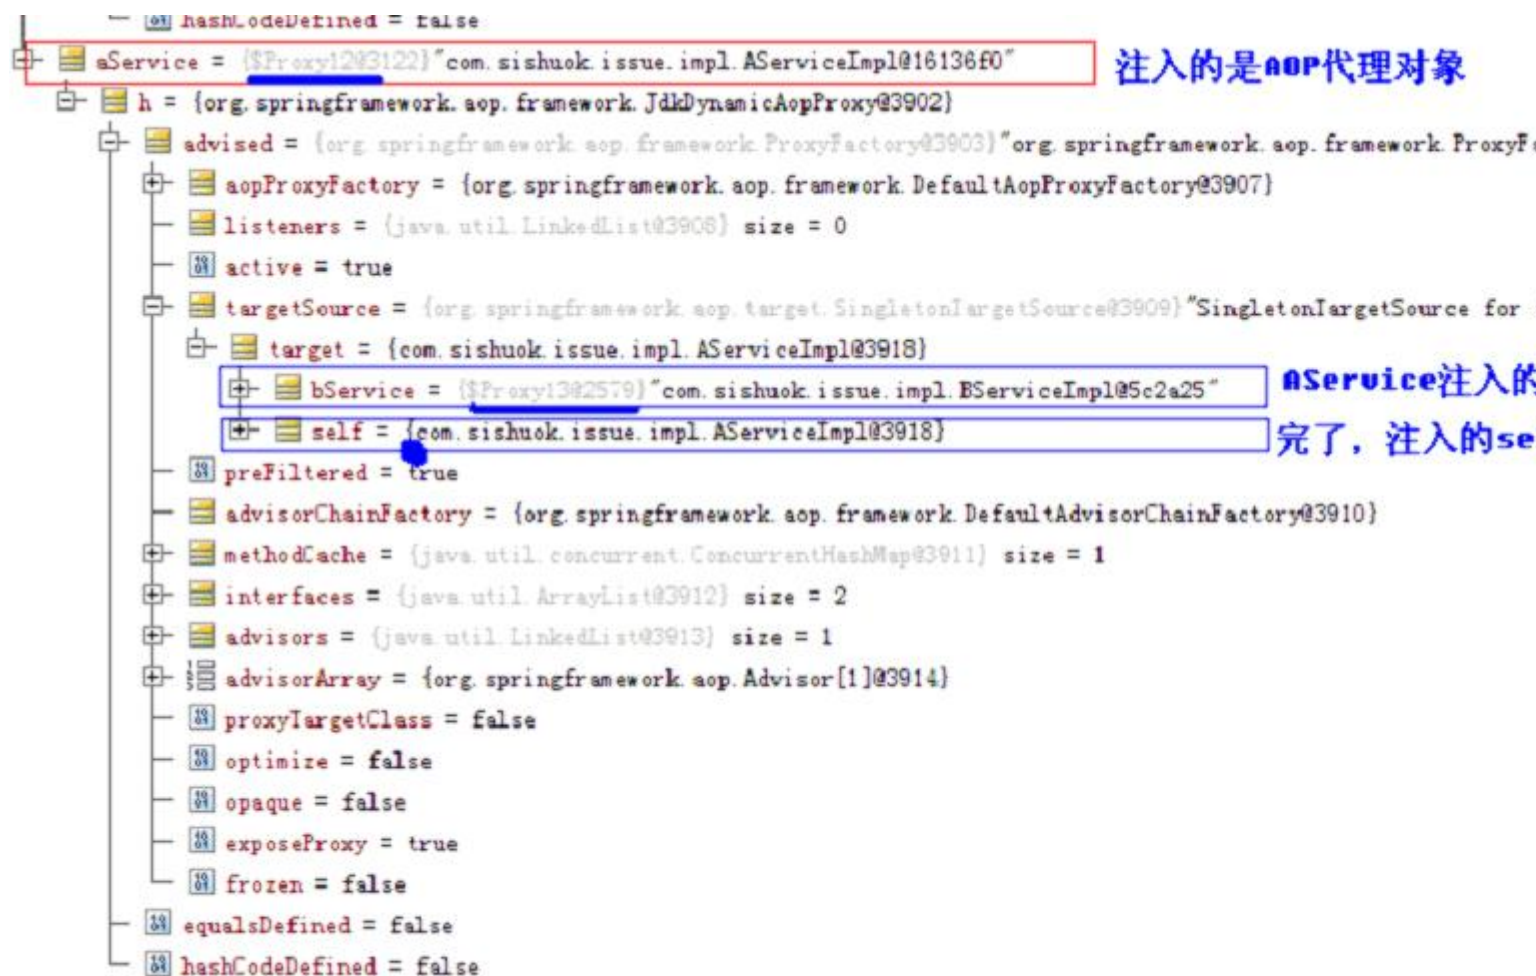 hashCodeDefined = false
aService = {$Proxy12@3122}"com.sishuok.issue.impl.AServiceImpl@16136f0" 注入的是AOP代理对象
h = {org.springframework.aop.framework.JdkDynamicAopProxy@3902}
advised = {org.springframework.aop.framework.ProxyFactory@3903}"org.springframework.aop.framework.ProxyF
aopProxyFactory = {org.springframework.aop.framework.DefaultAopProxyFactory@3907}
listeners = {java.util.LinkedList@3908} size = 0
active = true
targetSource = {org.springframework.aop.target.SingletonTargetSource@3909}"SingletonTargetSource for
target = {com.sishuok.issue.impl.AServiceImpl@3918}
bService = {$Proxy13@2579}"com.sishuok.issue.impl.BServiceImpl@5c2a25" AService注入的
self = {com.sishuok.issue.impl.AServiceImpl@3918} 完了，注入的se
preFiltered = true
advisorChainFactory = {org.springframework.aop.framework.DefaultAdvisorChainFactory@3910}
methodCache = {java.util.concurrent.ConcurrentHashMap@3911} size = 1
interfaces = {java.util.ArrayList@3912} size = 2
advisors = {java.util.LinkedList@3913} size = 1
advisorArray = {org.springframework.aop.Advisor[1]@3914}
proxyTargetClass = false
optimize = false
opaque = false
exposeProxy = true
frozen = false
equalsDefined = false
hashCodeDefined = false